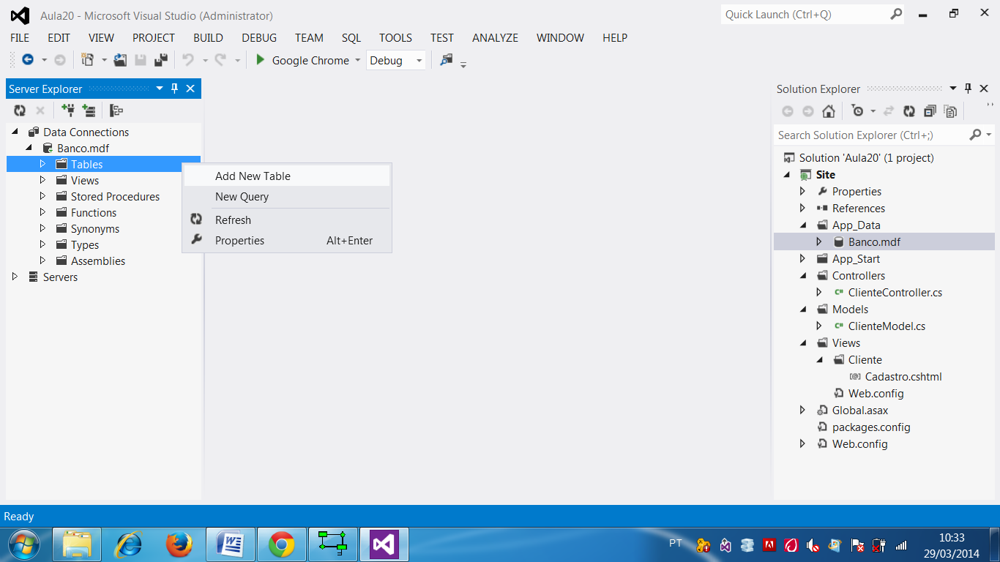 Aula20 - Microsoft Visual Studio (Administrator)
Quick Launch (Ctrl+Q)
FILE EDIT VIEW PROJECT BUILD DEBUG TEAM SQL TOOLS TEST ANALYZE WINDOW HELP
Google Chrome Debug
Server Explorer
Data Connections
Banco.mdf
Tables
Views
Stored Procedures
Functions
Synonyms
Types
Assemblies
Servers
Add New Table
New Query
Refresh
Properties Alt+Enter
Solution Explorer
Search Solution Explorer (Ctrl+;)
Solution 'Aula20' (1 project)
Site
Properties
References
App_Data
Banco.mdf
App_Start
Controllers
C# ClienteController.cs
Models
C# ClienteModel.cs
Views
Cliente
[@] Cadastro.cshtml
Web.config
Global.asax
packages.config
Web.config
Ready
PT
10:33
29/03/2014